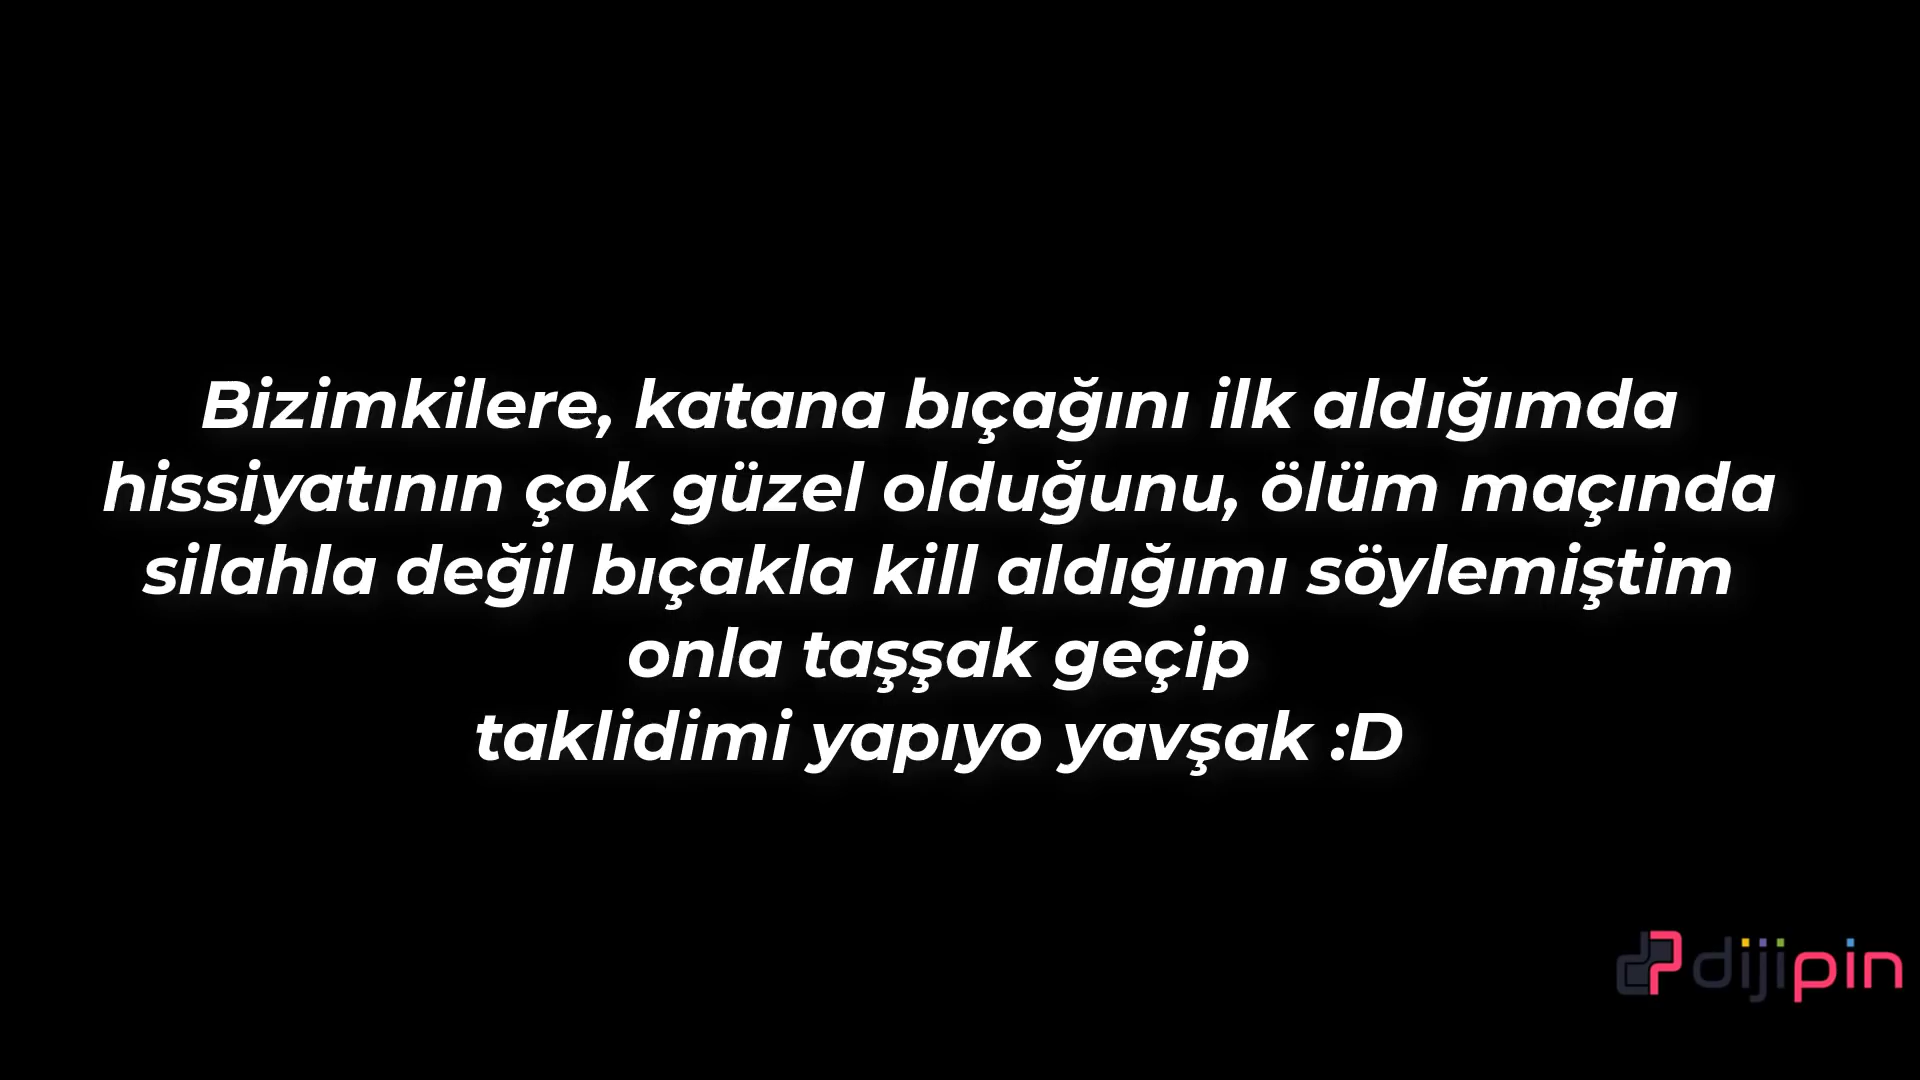 Bizimkilere, katana bıçağını ilk aldığımda
hissiyatının çok güzel olduğunu, ölüm maçında
silahla değil bıçakla kill aldığımı söylemiştim
onla taşşak geçip
taklidimi yapıyo yavşak :D
dijipin